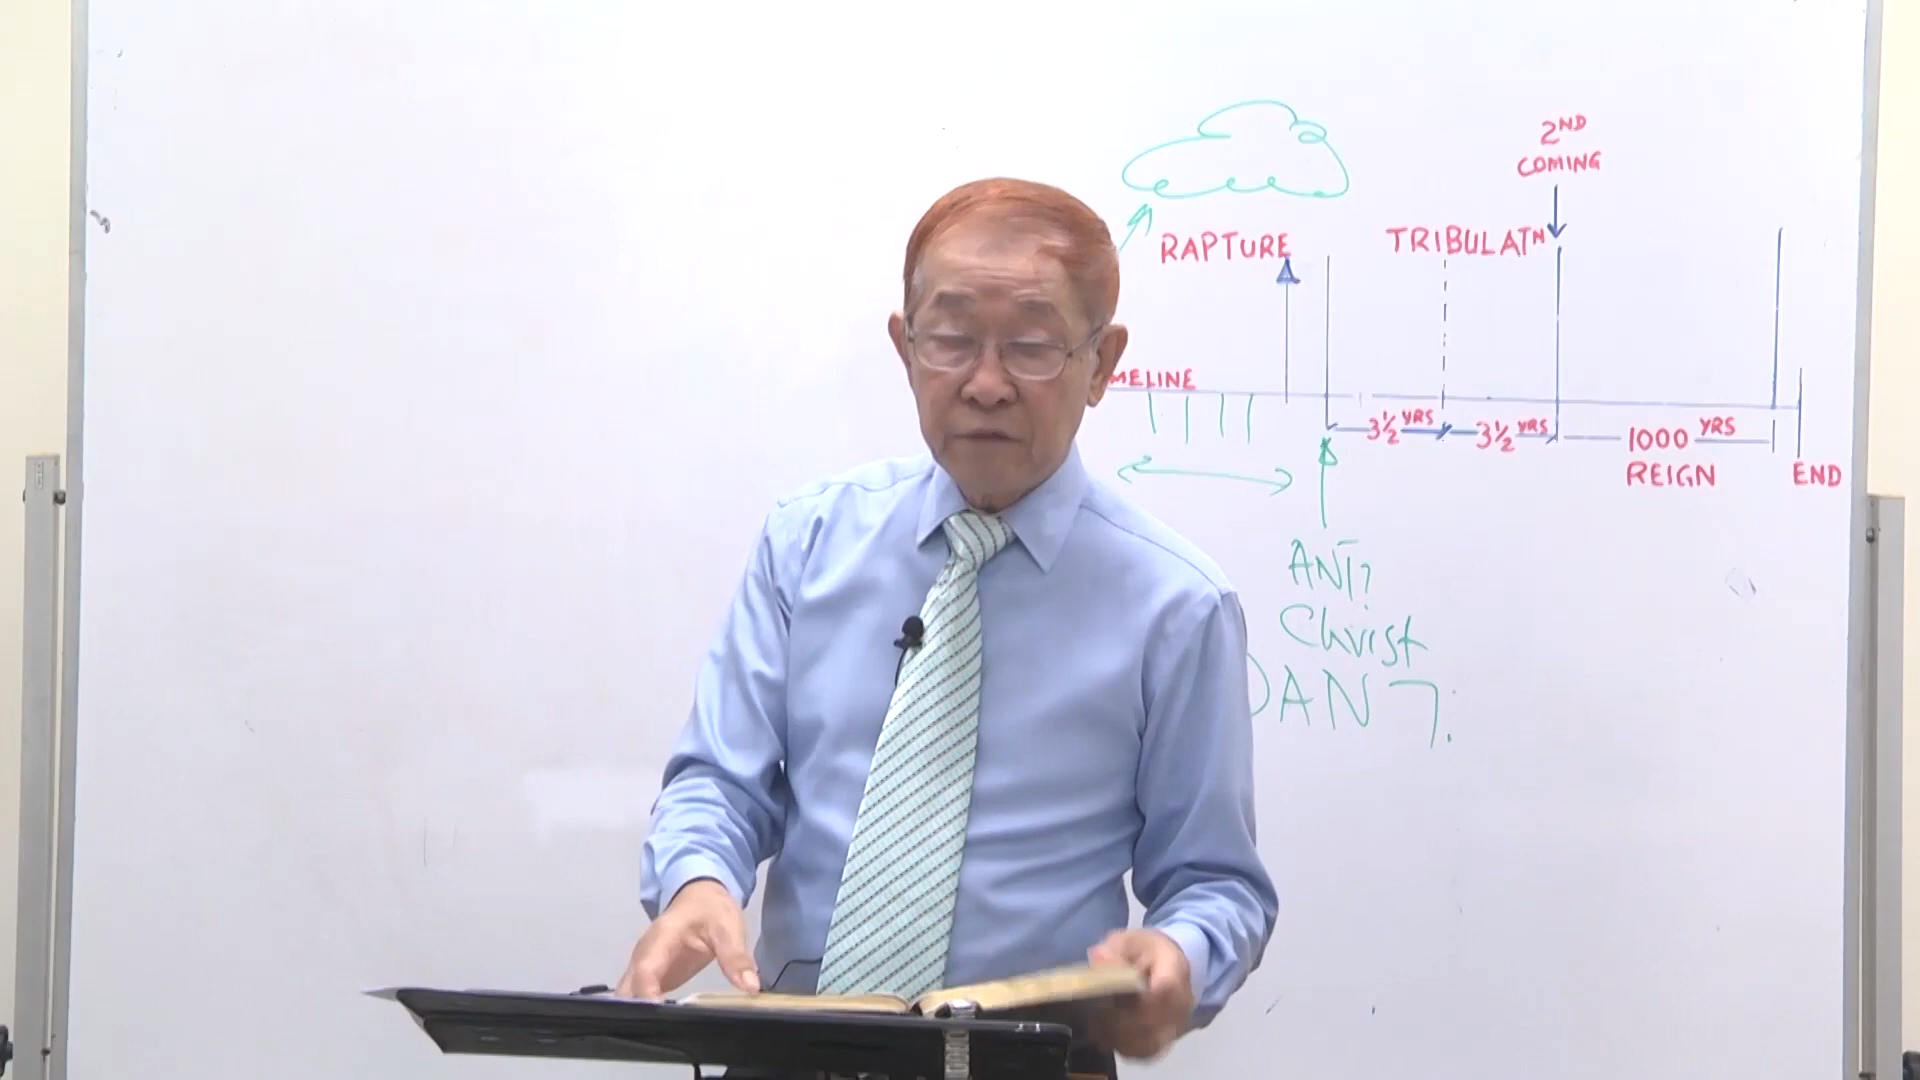 2ND
COMING
RAPTURE
TRIBULATN
MELINE
3½ YRS
3½ YRS
1000 YRS
REIGN
END
ANTI
Christ
DAN 7.